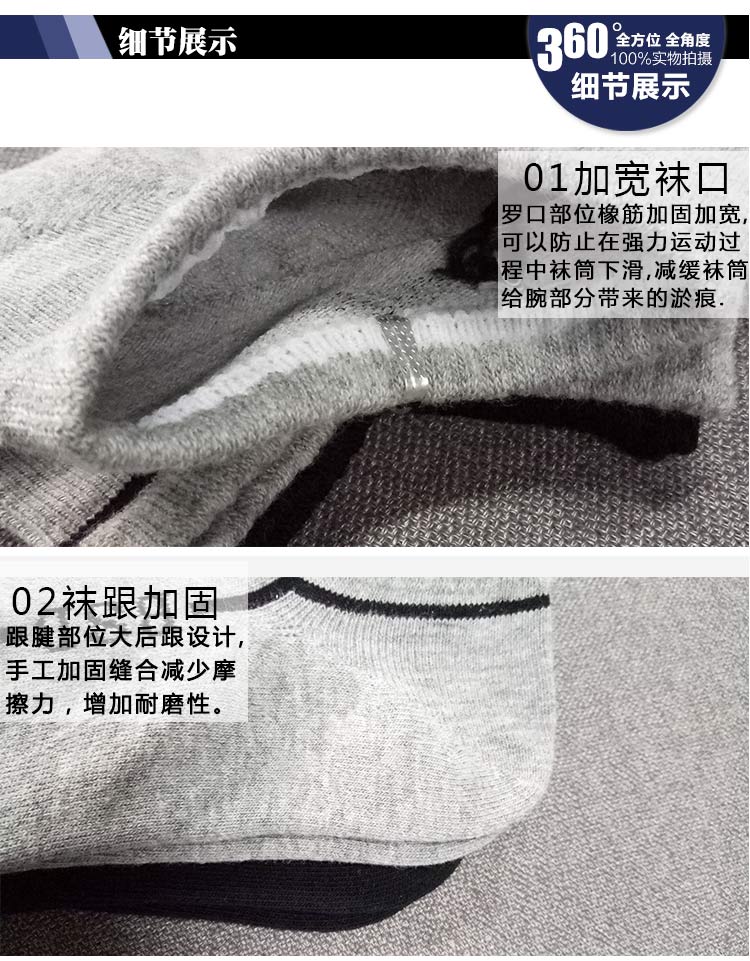 细节展示
360°全方位 全角度
100%实物拍摄
细节展示
01加宽袜口
罗口部位橡筋加固加宽,
可以防止在强力运动过
程中袜筒下滑,减缓袜筒
给腕部分带来的淤痕.
02袜跟加固
跟腱部位大后跟设计,
手工加固缝合减少摩
擦力，增加耐磨性。